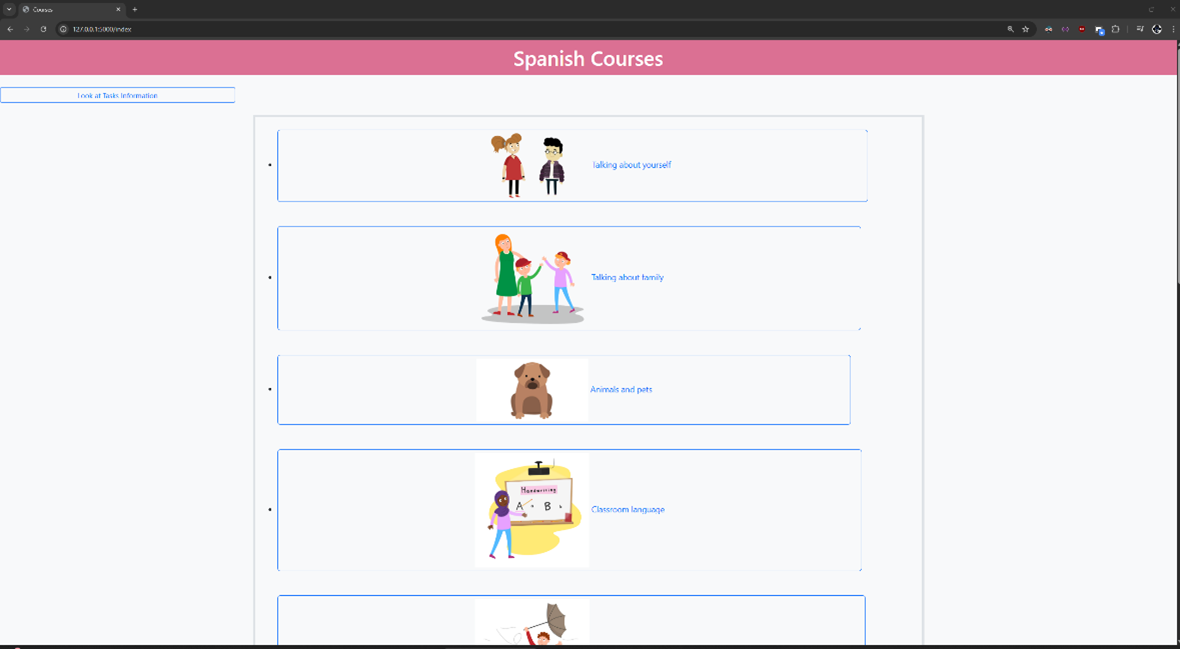 Courses
127.0.0.1:5000/index
Spanish Courses
Look at Tasks Information
Talking about yourself
Talking about family
Animals and pets
Handwriting
A B
Classroom language